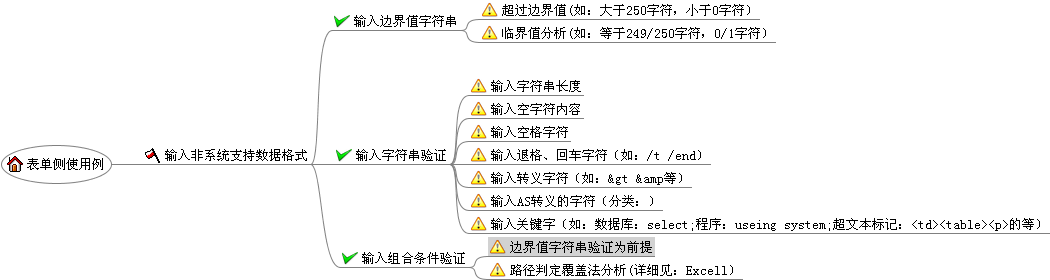 表单侧使用例
输入非系统支持数据格式
输入边界值字符串
超过边界值(如：大于250字符，小于0字符）
临界值分析(如：等于249/250字符，0/1字符）
输入字符串验证
输入字符串长度
输入空字符内容
输入空格字符
输入退格、回车字符（如：/t /end）
输入转义字符（如：&gt &amp等）
输入AS转义的字符（分类：）
输入关键字（如：数据库：select;程序：useing system;超文本标记：<td><table><p>的等）
输入组合条件验证
边界值字符串验证为前提
路径判定覆盖法分析(详细见：Excell）